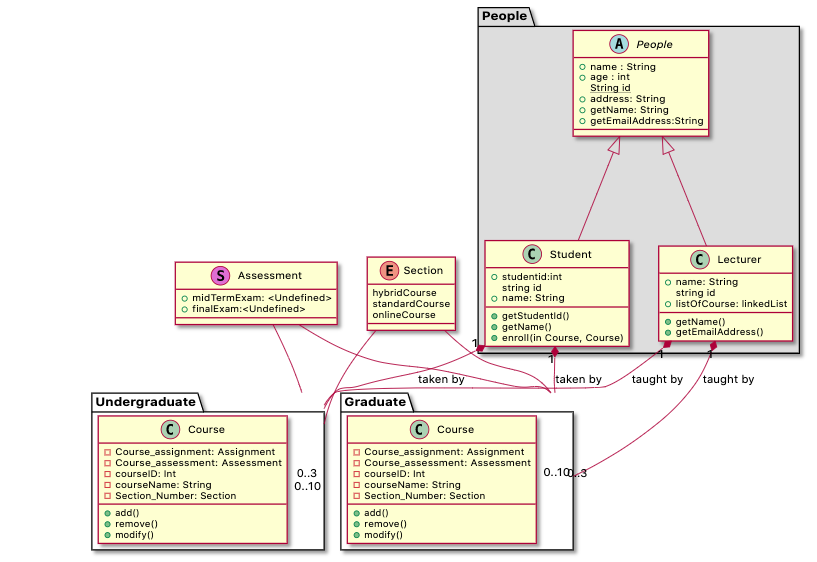 People
A People
name : String
age : int
String id
address: String
getName: String
getEmailAddress:String
C Student
studentid:int
string id
name: String
getStudentId()
getName()
enroll(in Course, Course)
C Lecturer
name: String
string id
listOfCourse: linkedList
getName()
getEmailAddress()
S Assessment
midTermExam: <Undefined>
finalExam:<Undefined>
E Section
hybridCourse
standardCourse
onlineCourse
1
1
1
1
taken by
taken by
taught by
taught by
Undergraduate
C Course
Course_assignment: Assignment
Course_assessment: Assessment
courseID: Int
courseName: String
Section_Number: Section
add()
remove()
modify()
0..3
0..10
Graduate
C Course
Course_assignment: Assignment
Course_assessment: Assessment
courseID: Int
courseName: String
Section_Number: Section
add()
remove()
modify()
0..10
0..3